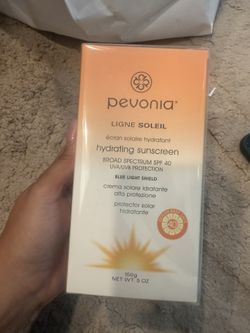 pevonia®
LIGNE SOLEIL
écran solaire hydratant
hydrating sunscreen
BROAD SPECTRUM SPF 40
UVA/UVB PROTECTION
BLUE LIGHT SHIELD
crema solare idratante
alta protezione
protector solar
hidratante
150g
NET WT. 5 OZ